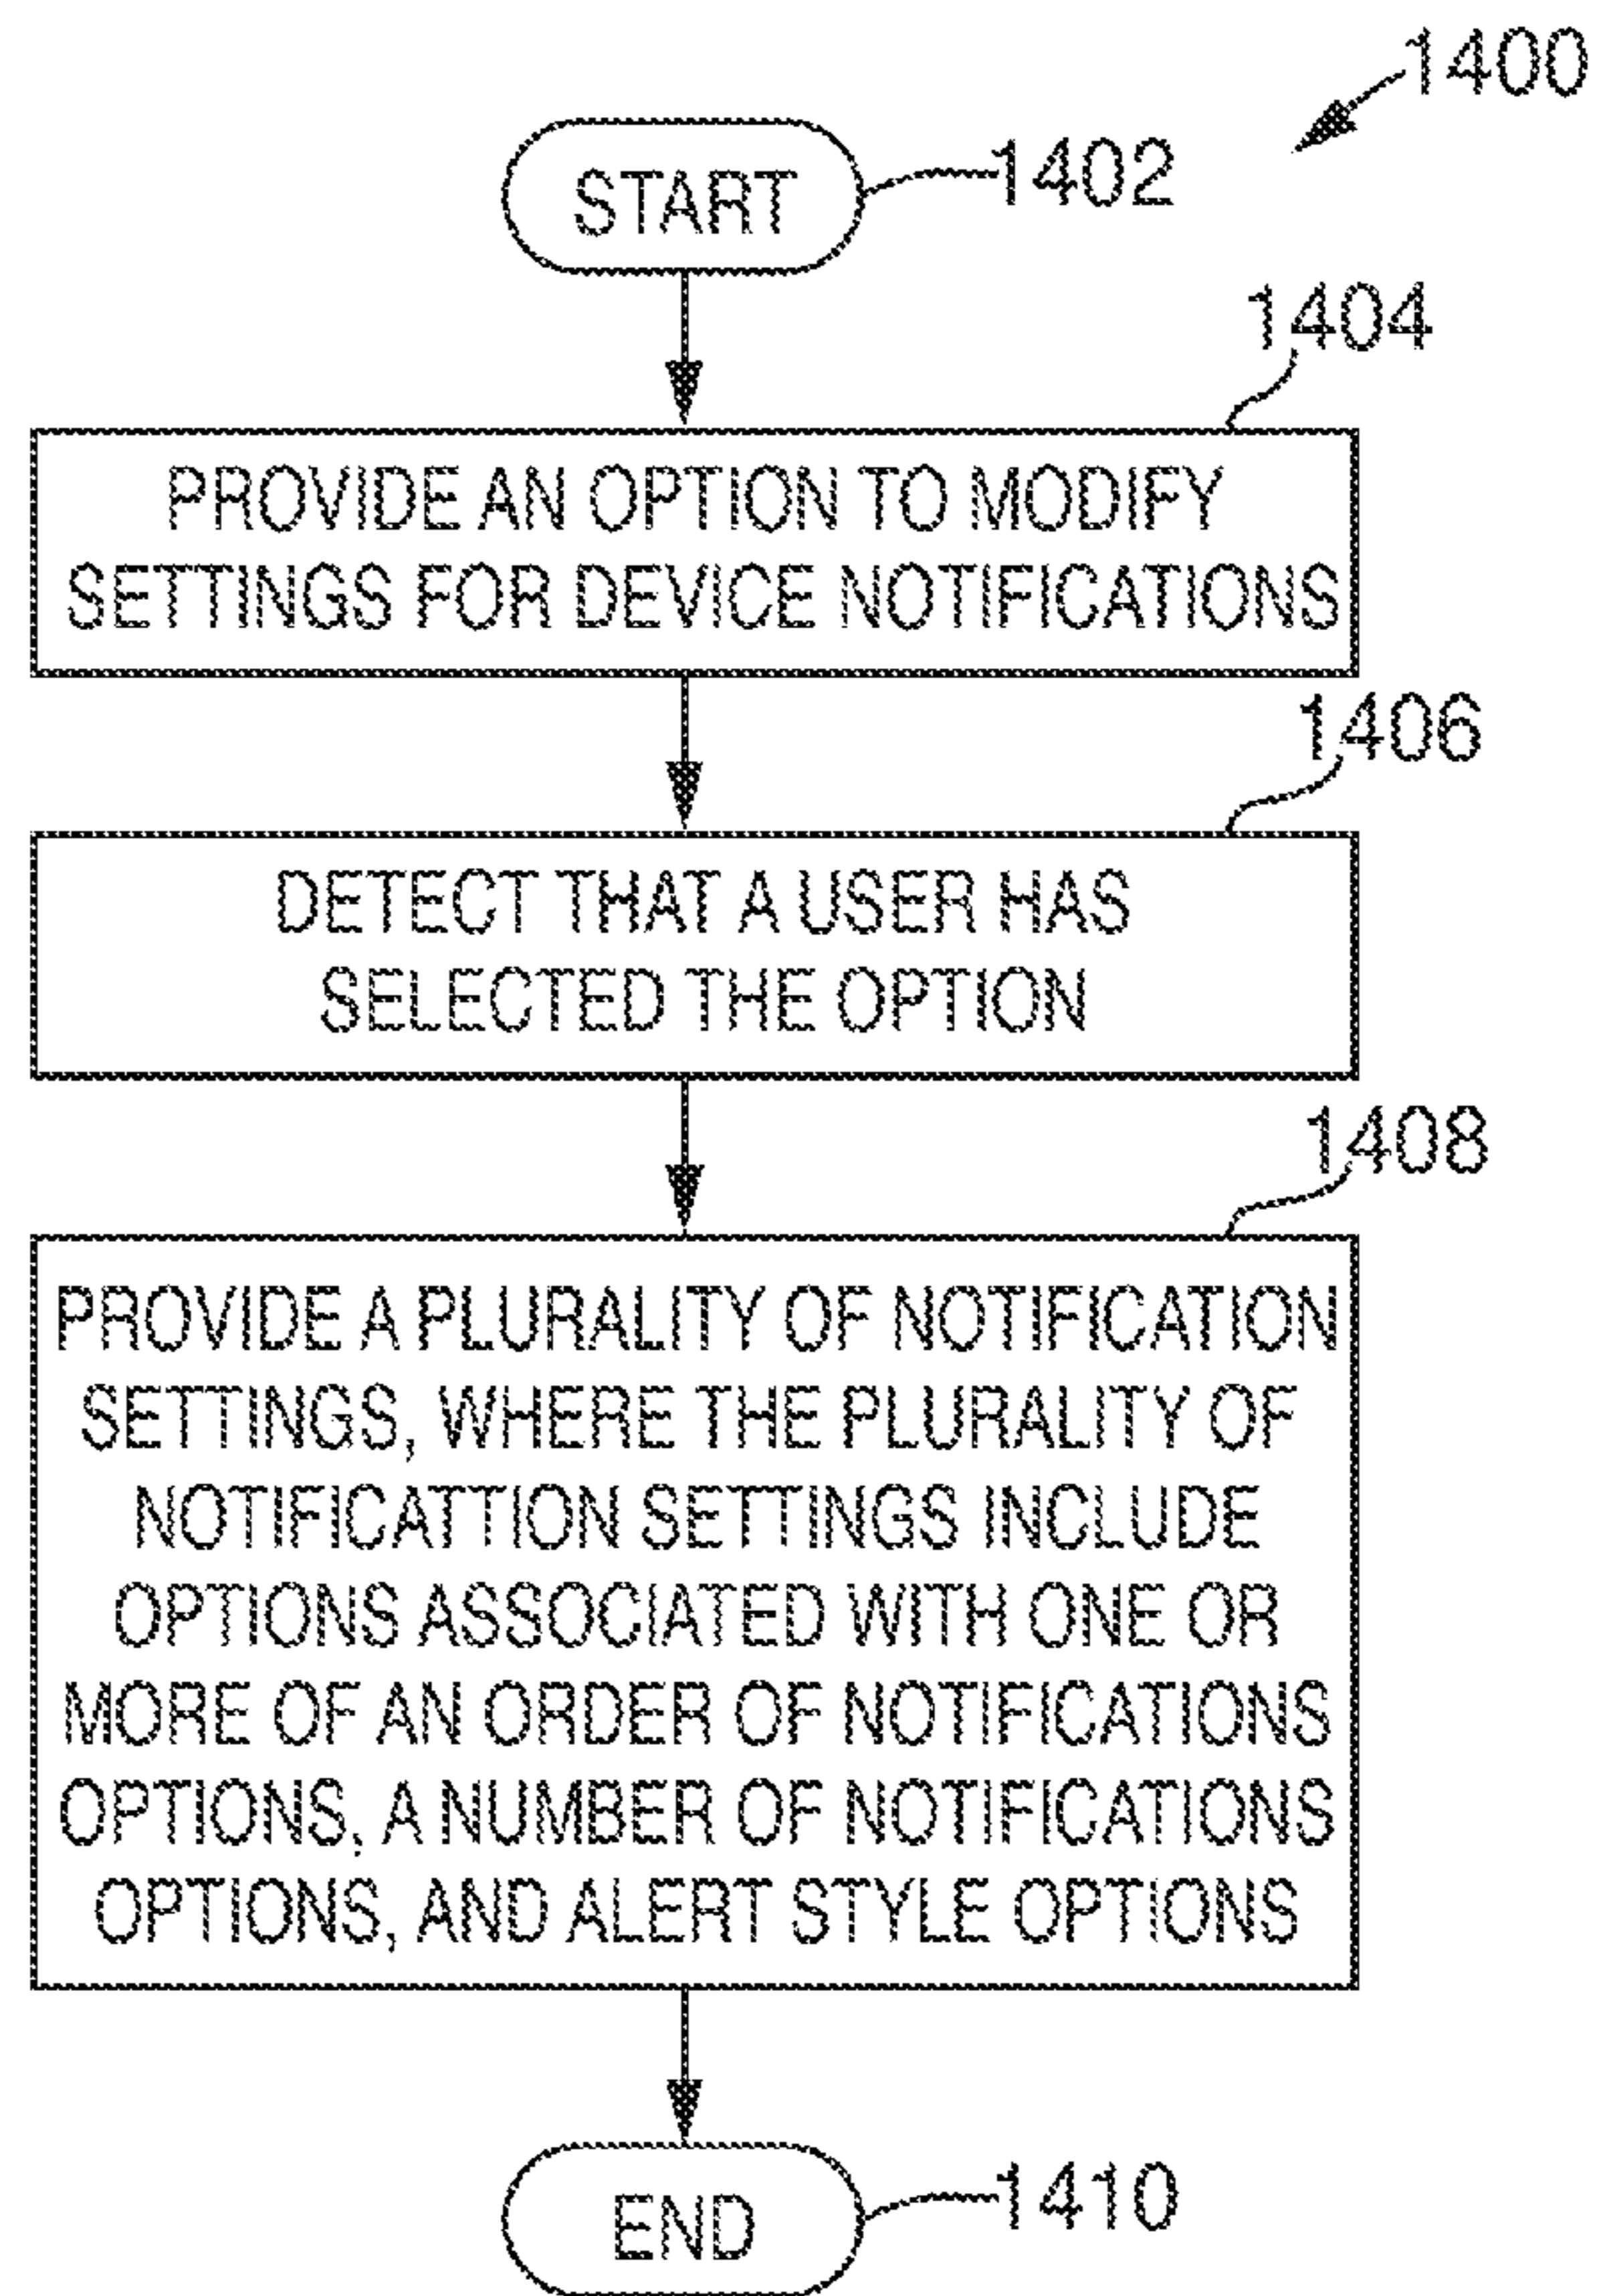 1400
START
1402
1404
PROVIDE AN OPTION TO MODIFY
SETTINGS FOR DEVICE NOTIFICATIONS
1406
DETECT THAT A USER HAS
SELECTED THE OPTION
1408
PROVIDE A PLURALITY OF NOTIFICATION
SETTINGS, WHERE THE PLURALITY OF
NOTIFICATTION SETTINGS INCLUDE
OPTIONS ASSOCIATED WITH ONE OR
MORE OF AN ORDER OF NOTIFICATIONS
OPTIONS, A NUMBER OF NOTIFICATIONS
OPTIONS, AND ALERT STYLE OPTIONS
END
1410